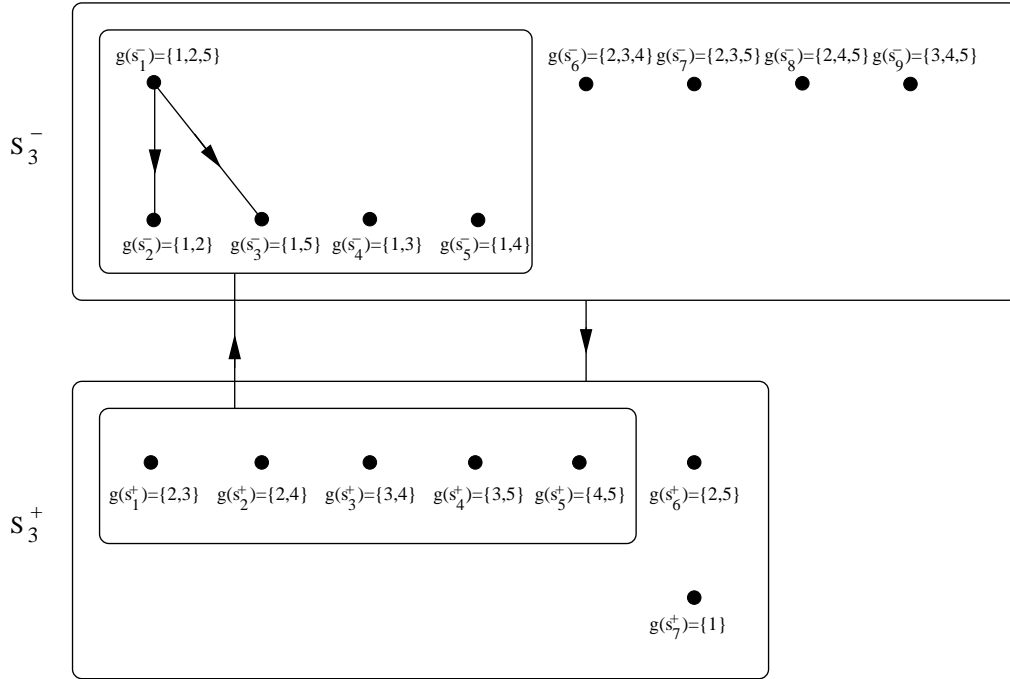 g(s₁⁻)={1,2,5}
g(s₆⁻)={2,3,4} g(s₇⁻)={2,3,5} g(s₈⁻)={2,4,5} g(s₉⁻)={3,4,5}
S₃⁻
g(s₂⁻)={1,2} g(s₃⁻)={1,5} g(s₄⁻)={1,3} g(s₅⁻)={1,4}
g(s₁⁺)={2,3} g(s₂⁺)={2,4} g(s₃⁺)={3,4} g(s₄⁺)={3,5} g(s₅⁺)={4,5} g(s₆⁺)={2,5}
S₃⁺
g(s₇⁺)={1}